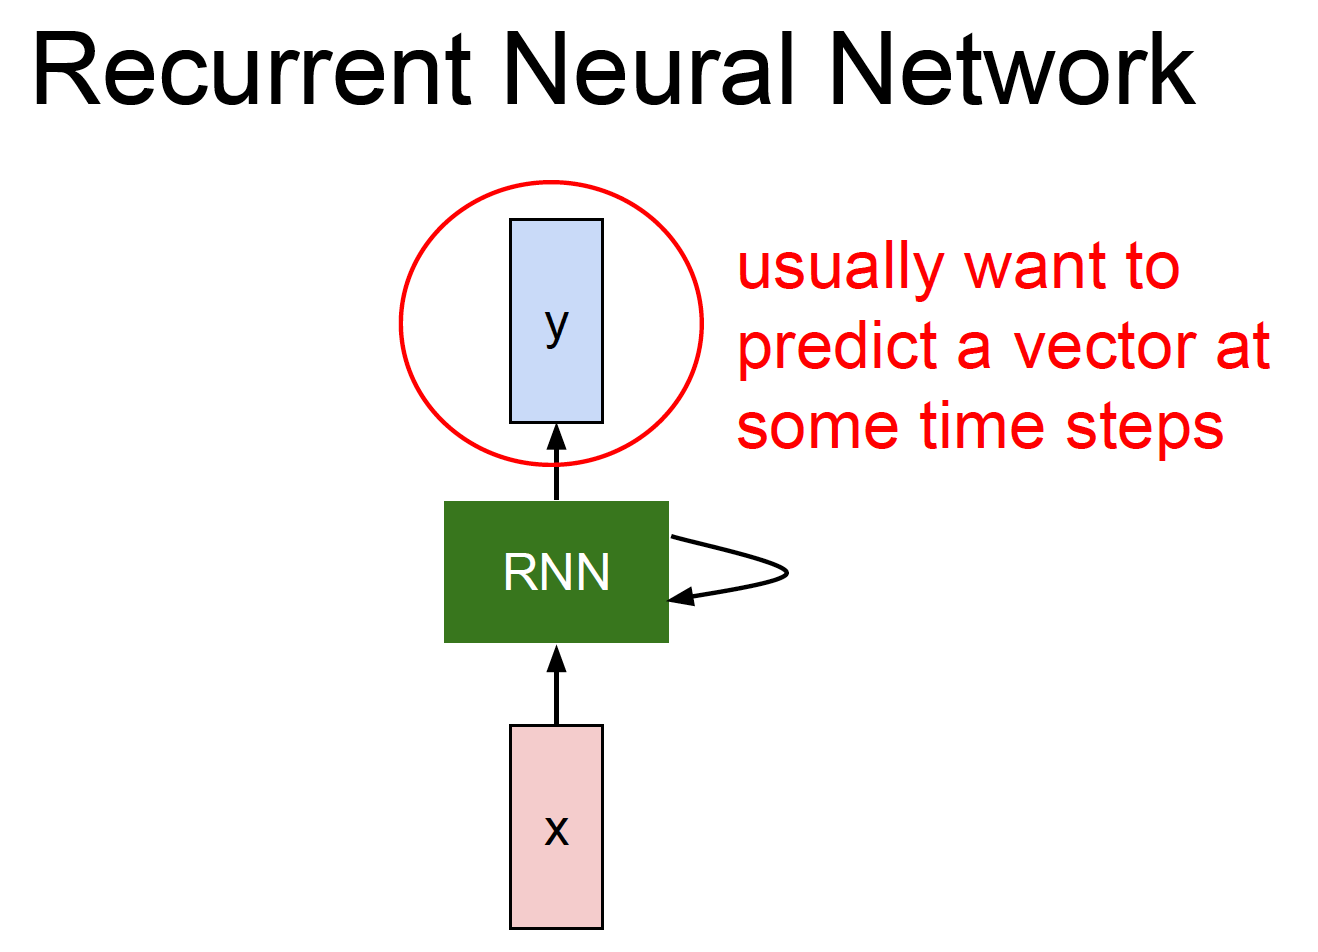 Recurrent Neural Network
y
usually want to
predict a vector at
some time steps
RNN
x